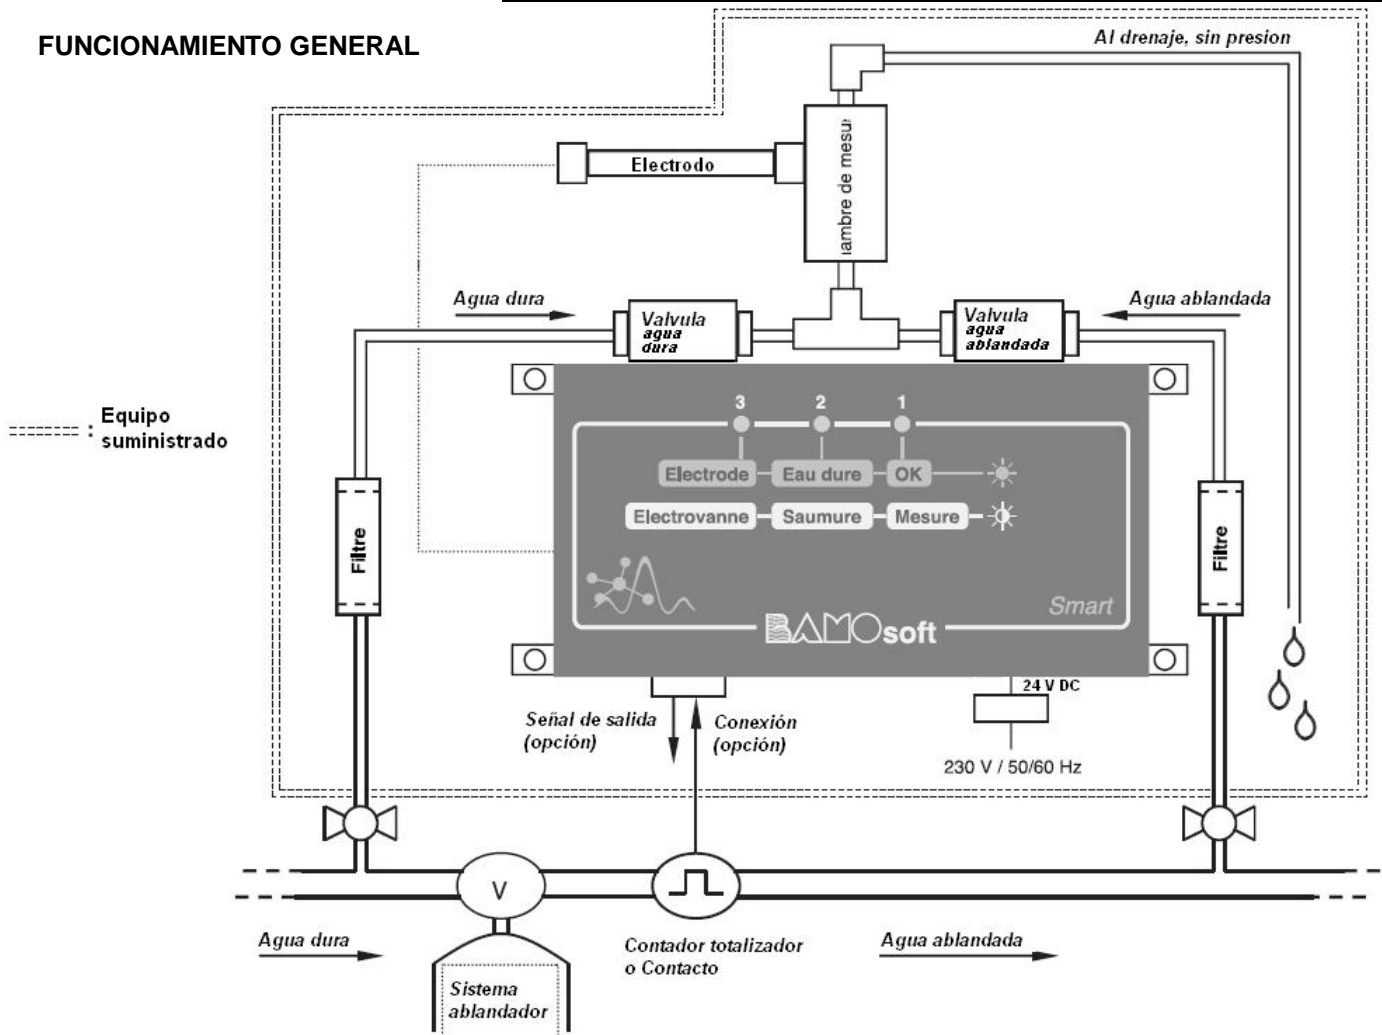 FUNCIONAMIENTO GENERAL
Al drenaje, sin presion
iambre de mesu
Electrodo
Agua dura
Agua ablandada
Valvula
agua
dura
Valvula
agua
ablandada
3 2 1
Equipo
suministrado
:
Electrode Eau dure OK
Electrovanne Saumure Mesure
Filtre
Filtre
Smart
BAMOsoft
24 V DC
Señal de salida
(opción)
Conexión
(opción)
230 V / 50/60 Hz
V
Agua dura
Contador totalizador
o Contacto
Agua ablandada
Sistema
ablandador